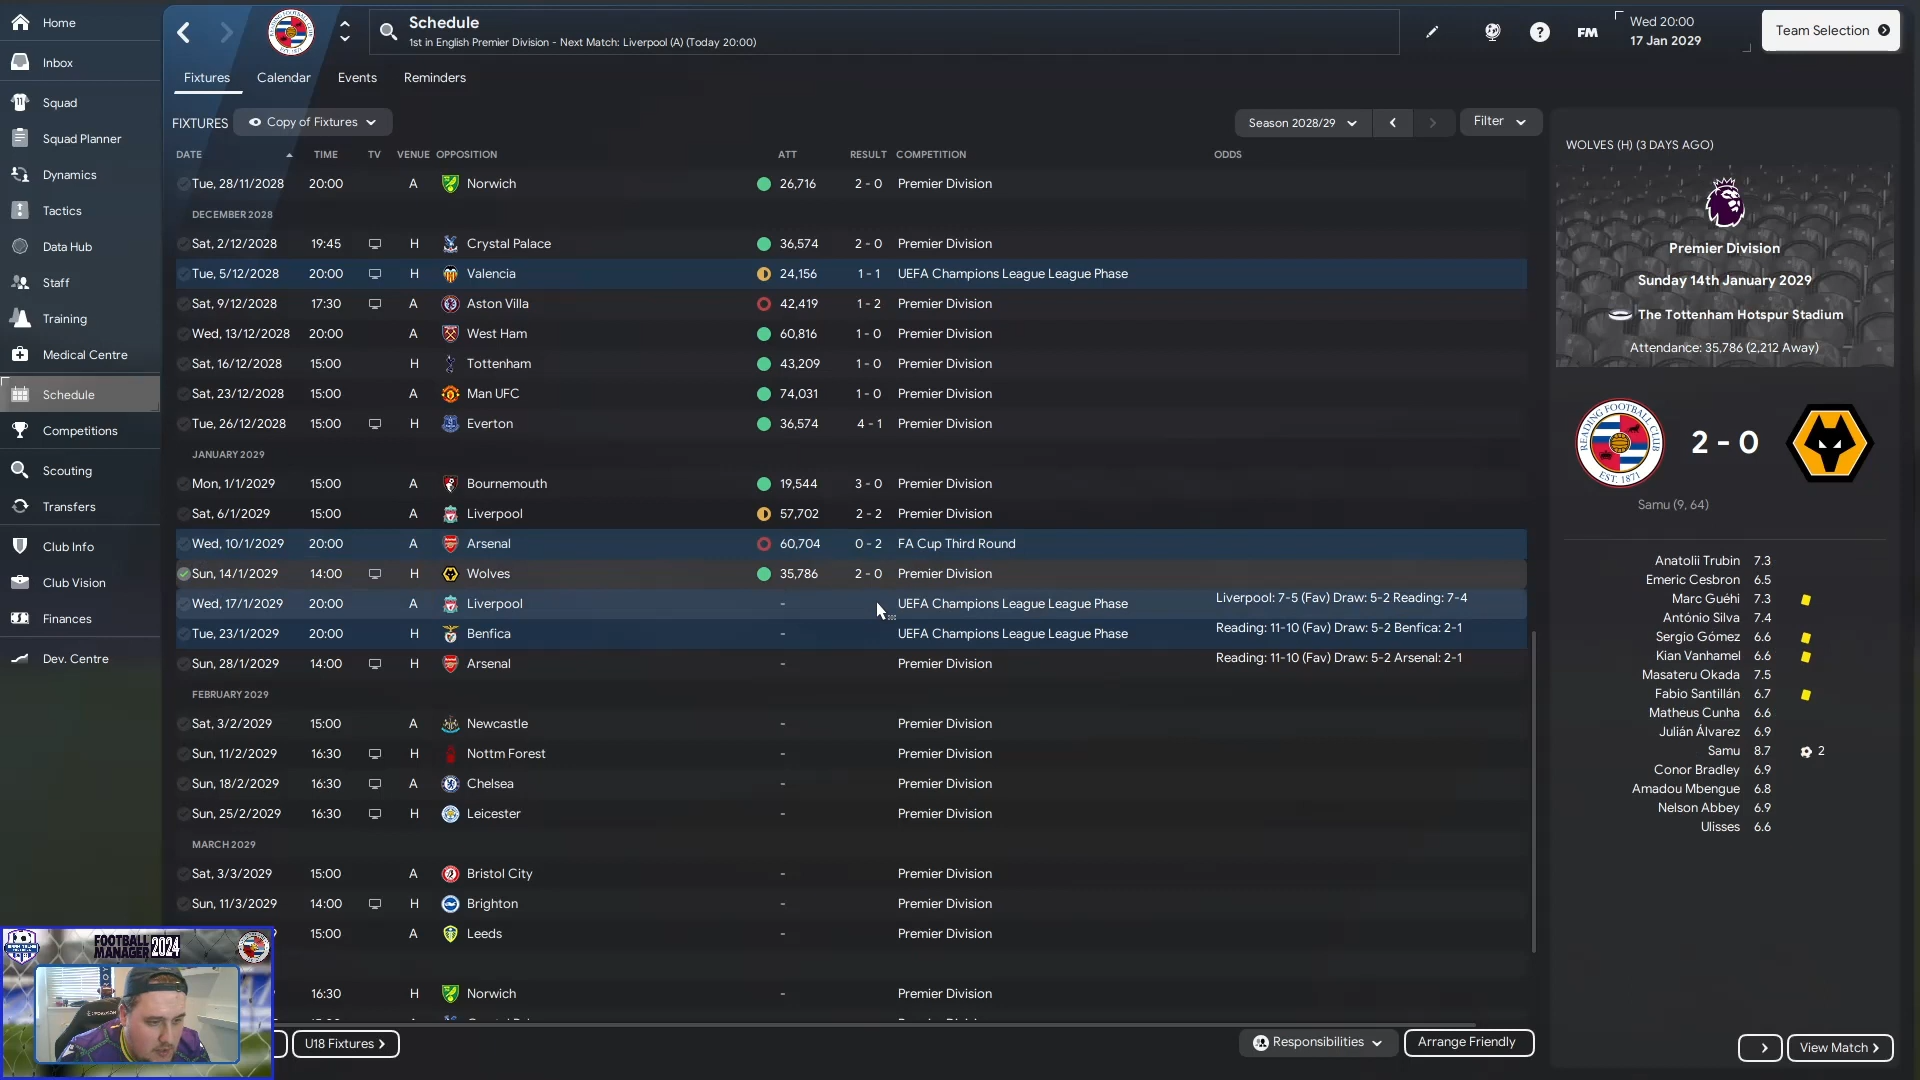 Home
Inbox
Squad
Squad Planner
Dynamics
Tactics
Data Hub
Staff
Training
Medical Centre
Schedule
Competitions
Scouting
Transfers
Club Info
Club Vision
Finances
Dev. Centre
Schedule
1st in English Premier Division - Next Match: Liverpool (A) (Today 20:00)
FM
Wed 20:00
17 Jan 2029
Team Selection
Fixtures Calendar Events Reminders
FIXTURES Copy of Fixtures Season 2028/29 Filter
DATE TIME TV VENUE OPPOSITION ATT RESULT COMPETITION ODDS
Tue, 28/11/2028 20:00 A Norwich 26,716 2 - 0 Premier Division
DECEMBER 2028
Sat, 2/12/2028 19:45 H Crystal Palace 36,574 2 - 0 Premier Division
Tue, 5/12/2028 20:00 H Valencia 24,156 1 - 1 UEFA Champions League League Phase
Sat, 9/12/2028 17:30 A Aston Villa 42,419 1 - 2 Premier Division
Wed, 13/12/2028 20:00 A West Ham 60,816 1 - 0 Premier Division
Sat, 16/12/2028 15:00 H Tottenham 43,209 1 - 0 Premier Division
Sat, 23/12/2028 15:00 A Man UFC 74,031 1 - 0 Premier Division
Tue, 26/12/2028 15:00 H Everton 36,574 4 - 1 Premier Division
JANUARY 2029
Mon, 1/1/2029 15:00 A Bournemouth 19,544 3 - 0 Premier Division
Sat, 6/1/2029 15:00 A Liverpool 57,702 2 - 2 Premier Division
Wed, 10/1/2029 20:00 A Arsenal 60,704 0 - 2 FA Cup Third Round
Sun, 14/1/2029 14:00 H Wolves 35,786 2 - 0 Premier Division
Wed, 17/1/2029 20:00 A Liverpool - UEFA Champions League League Phase Liverpool: 7-5 (Fav) Draw: 5-2 Reading: 7-4
Tue, 23/1/2029 20:00 H Benfica - UEFA Champions League League Phase Reading: 11-10 (Fav) Draw: 5-2 Benfica: 2-1
Sun, 28/1/2029 14:00 H Arsenal - Premier Division Reading: 11-10 (Fav) Draw: 5-2 Arsenal: 2-1
FEBRUARY 2029
Sat, 3/2/2029 15:00 A Newcastle - Premier Division
Sun, 11/2/2029 16:30 H Nottm Forest - Premier Division
Sun, 18/2/2029 16:30 A Chelsea - Premier Division
Sun, 25/2/2029 16:30 H Leicester - Premier Division
MARCH 2029
Sat, 3/3/2029 15:00 A Bristol City - Premier Division
Sun, 11/3/2029 14:00 H Brighton - Premier Division
15:00 A Leeds - Premier Division
16:30 H Norwich - Premier Division
U18 Fixtures
Responsibilities
Arrange Friendly
WOLVES (H) (3 DAYS AGO)
Premier Division
Sunday 14th January 2029
The Tottenham Hotspur Stadium
Attendance: 35,786 (2,212 Away)
READING FOOTBALL CLUB
EST. 1871
2 - 0
Samu (9, 64)
Anatolii Trubin 7.3
Emeric Cesbron 6.5
Marc Guéhi 7.3
António Silva 7.4
Sergio Gómez 6.6
Kian Vanhamel 6.6
Masateru Okada 7.5
Fabio Santillán 6.7
Matheus Cunha 6.6
Julián Álvarez 6.9
Samu 8.7 2
Conor Bradley 6.9
Amadou Mbengue 6.8
Nelson Abbey 6.9
Ulisses 6.6
View Match
FOOTBALL
MANAGER 2024